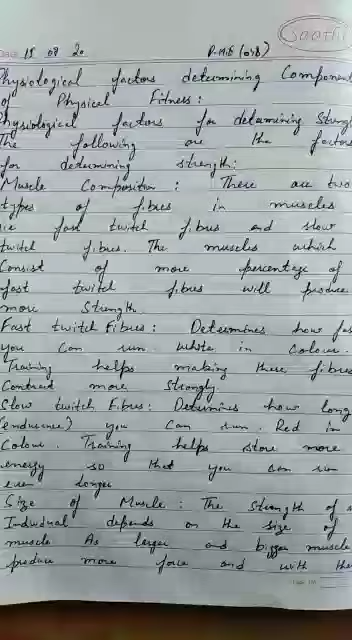 Saathi
Date 15 08 20 P.M.E (018)
Physiological factors determining Component
of Physical Fitness:
Physiological factors for determining Streng
The following are the factors
for determining strength:
Muscle Composition: There are two
types of fibres in muscles
i.e fast twitch fibres and slow
twitch fibres. The muscles which
Consist of more percentage of
fast twitch fibres will produce
more Strength.
Fast twitch Fibres: Determines how fas
you Can run. White in Colour.
Training helps making these fibres
Contract more Strongly.
Slow twitch Fibres: Determines how long
(endurance) you Can run. Red in
Colour. Training helps store more
energy so that you can run
even longer
Size of Muscle: The Strength of a
Individual depends on the size of
muscle As larger and bigger muscle
produce more force and with the